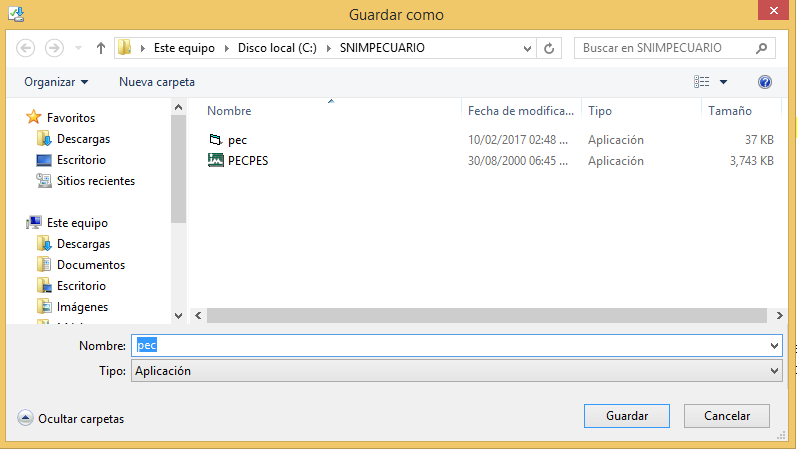 Guardar como
Este equipo Disco local (C:) SNIMPECUARIO
Buscar en SNIMPECUARIO
Organizar Nueva carpeta
Nombre Fecha de modifica... Tipo Tamaño
pec 10/02/2017 02:48 ... Aplicación 37 KB
PECPES 30/08/2000 06:45 ... Aplicación 3,743 KB
Favoritos
Descargas
Escritorio
Sitios recientes
Este equipo
Descargas
Documentos
Escritorio
Imágenes
Nombre: pec
Tipo: Aplicación
Ocultar carpetas
Guardar Cancelar